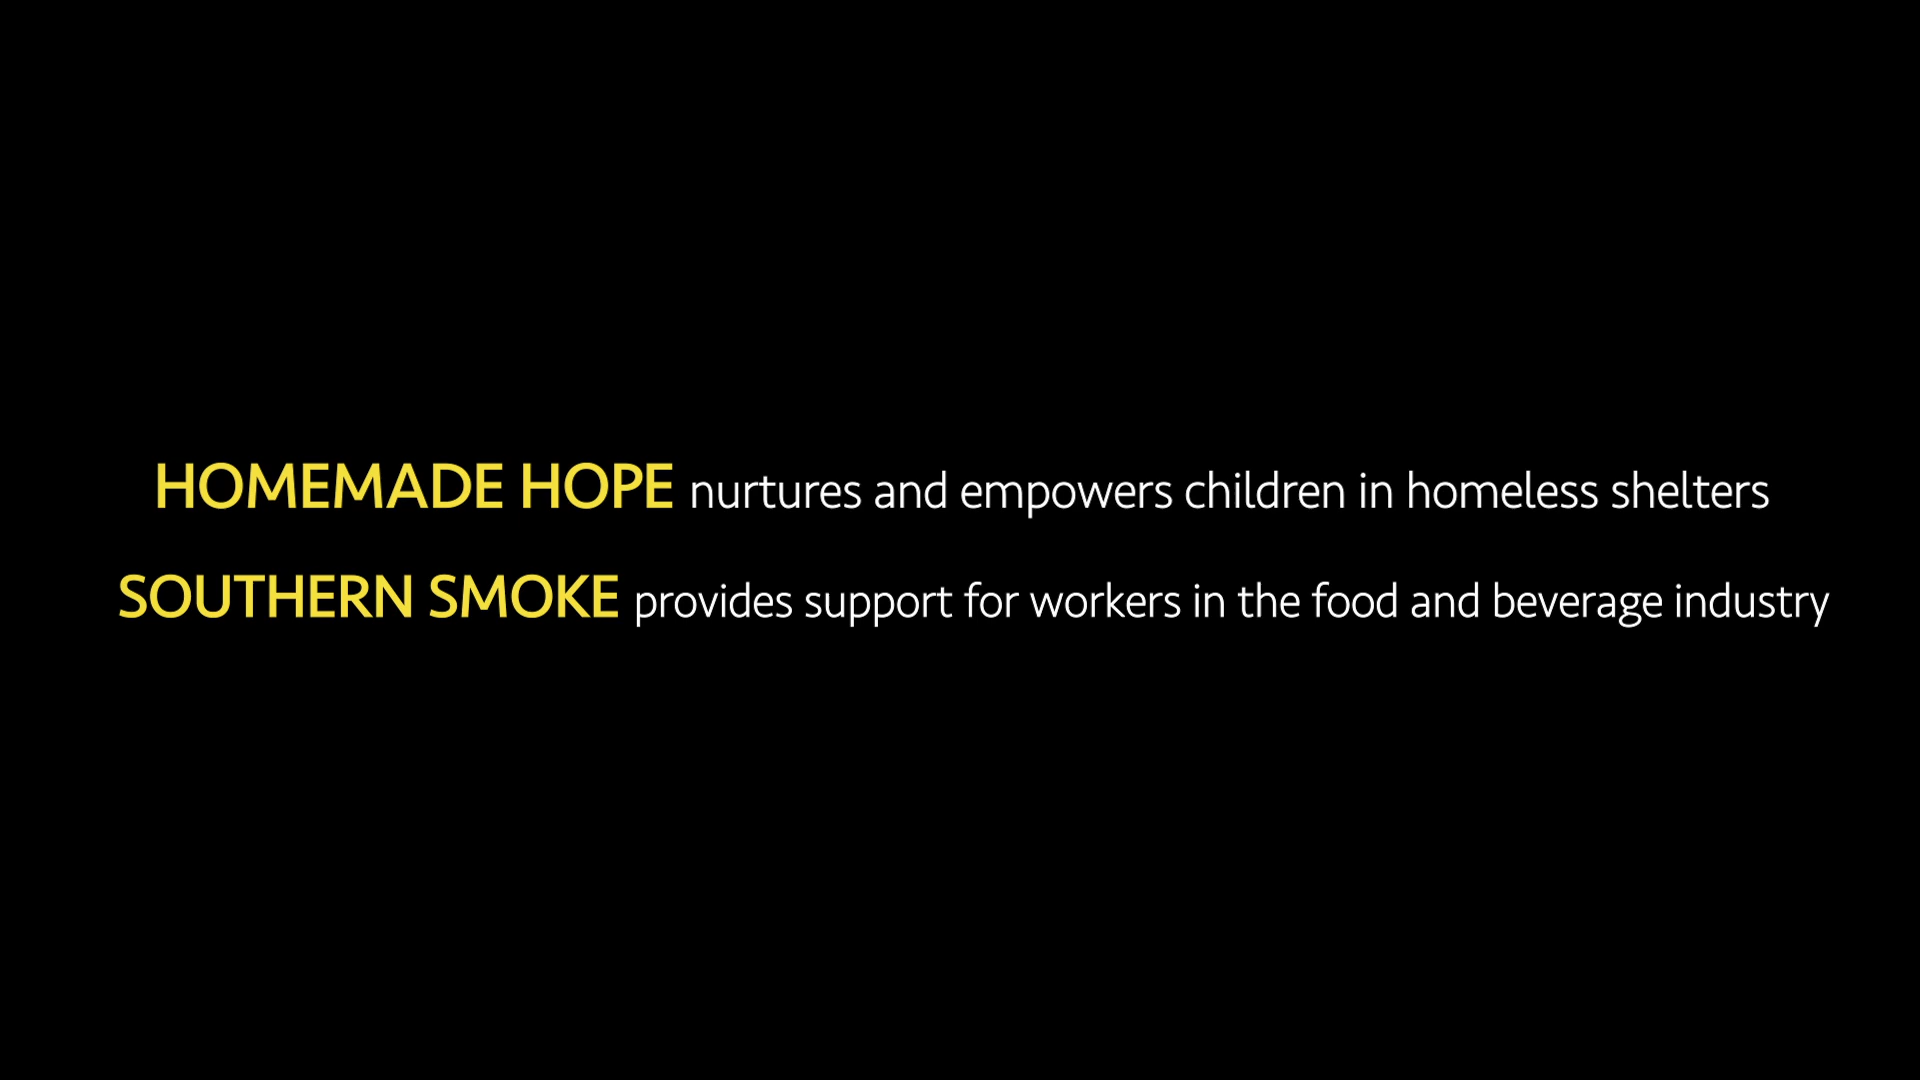 HOMEMADE HOPE nurtures and empowers children in homeless shelters
SOUTHERN SMOKE provides support for workers in the food and beverage industry